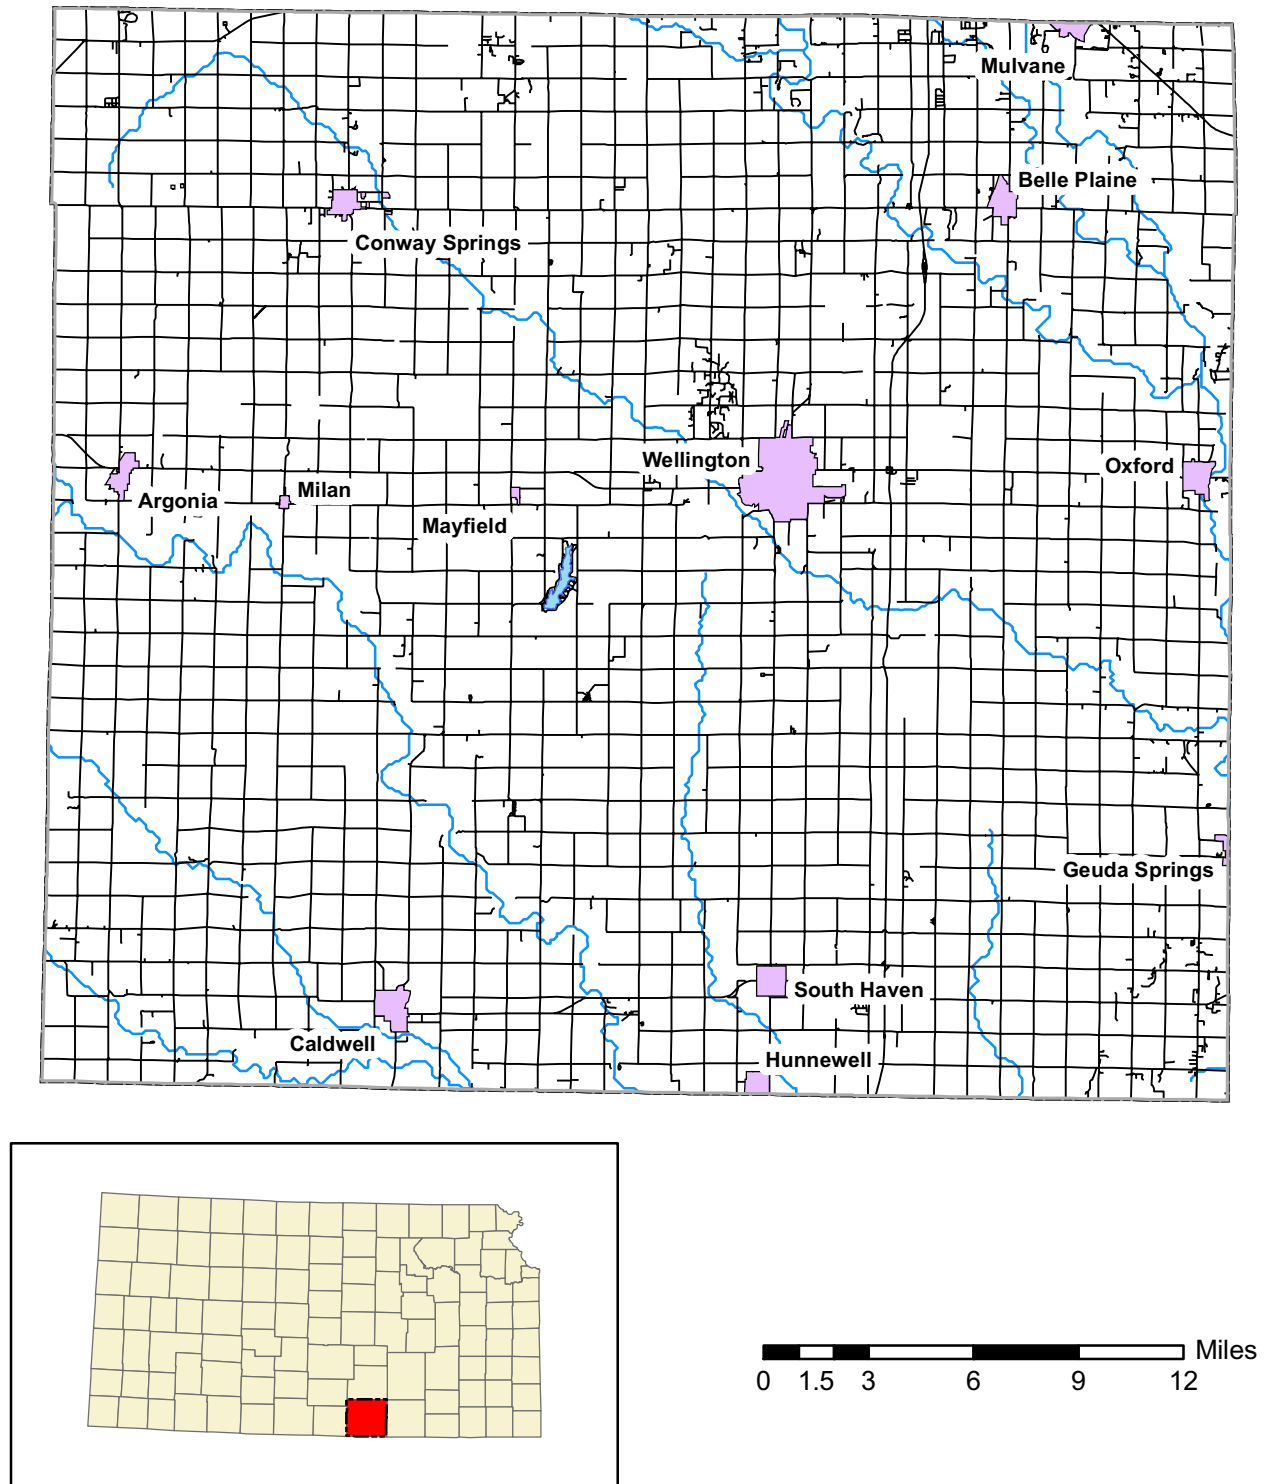 Mulvane
Belle Plaine
Conway Springs
Wellington
Oxford
Argonia
Milan
Mayfield
Geuda Springs
South Haven
Caldwell
Hunnewell
Miles
0 1.5 3 6 9 12